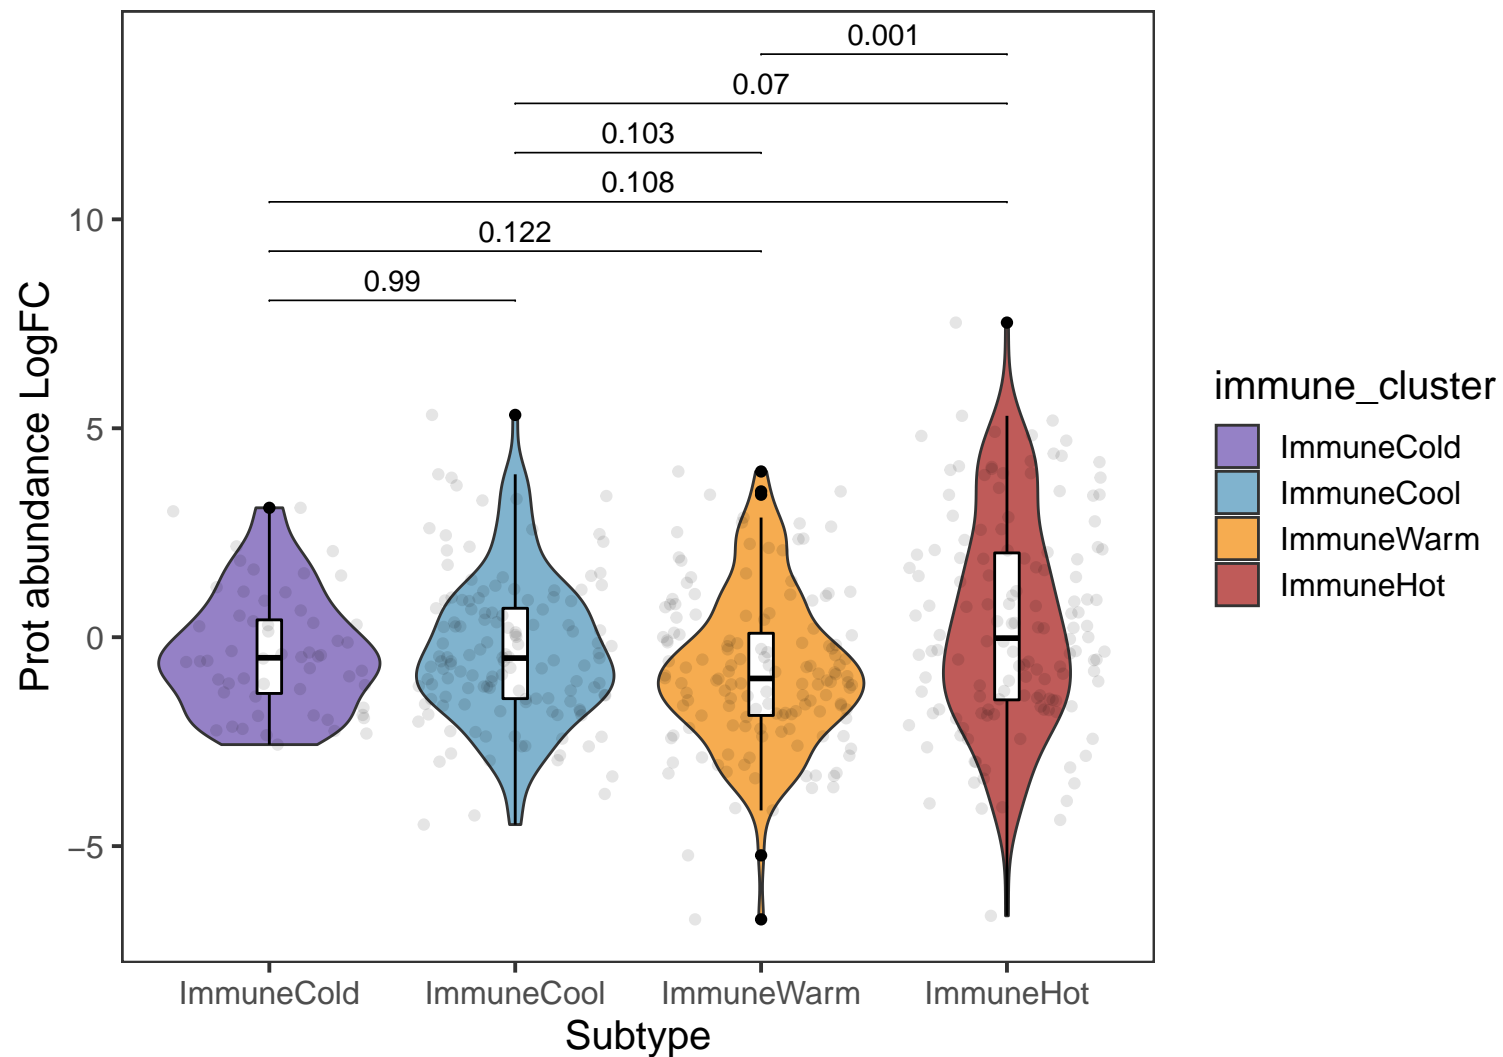 0.001
0.07
0.103
0.108
0.122
0.99
10
5
0
−5
Prot abundance LogFC
ImmuneCold
ImmuneCool
ImmuneWarm
ImmuneHot
Subtype
immune_cluster
ImmuneCold
ImmuneCool
ImmuneWarm
ImmuneHot